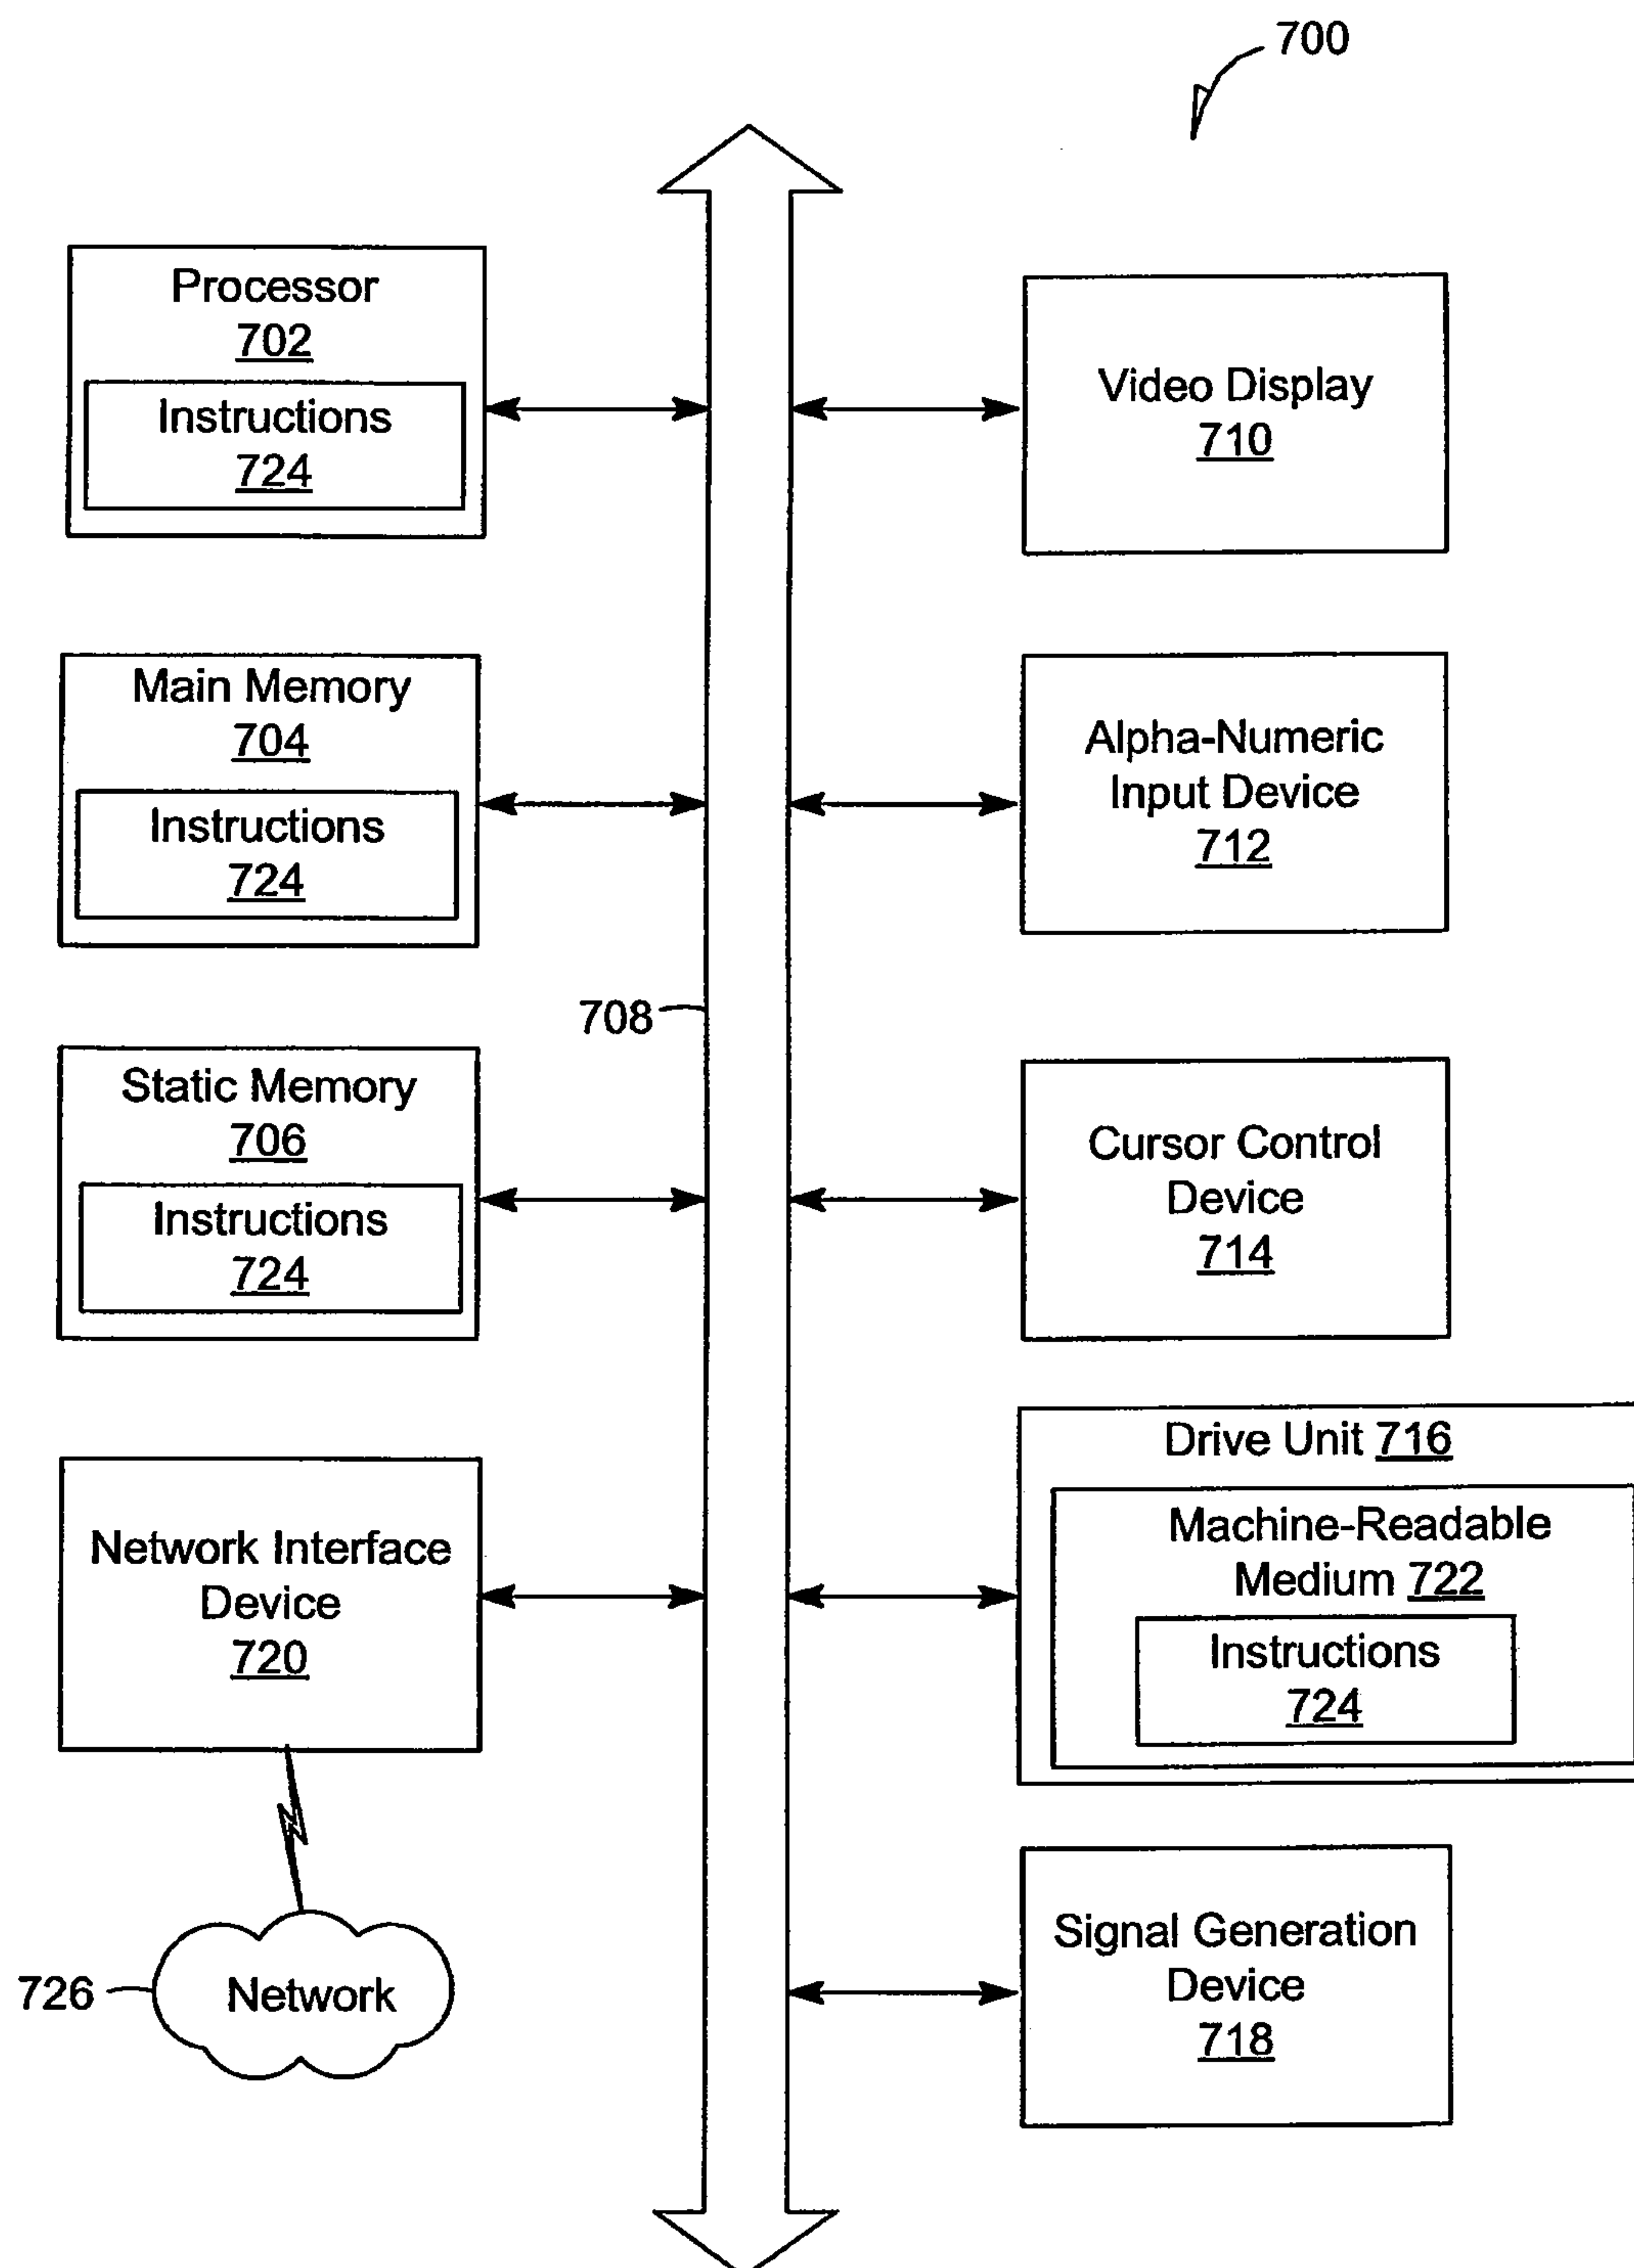 700
Processor
702
Instructions
724
Video Display
710
Main Memory
704
Instructions
724
Alpha-Numeric
Input Device
712
708
Static Memory
706
Instructions
724
Cursor Control
Device
714
Network Interface
Device
720
Drive Unit 716
Machine-Readable
Medium 722
Instructions
724
726
Network
Signal Generation
Device
718